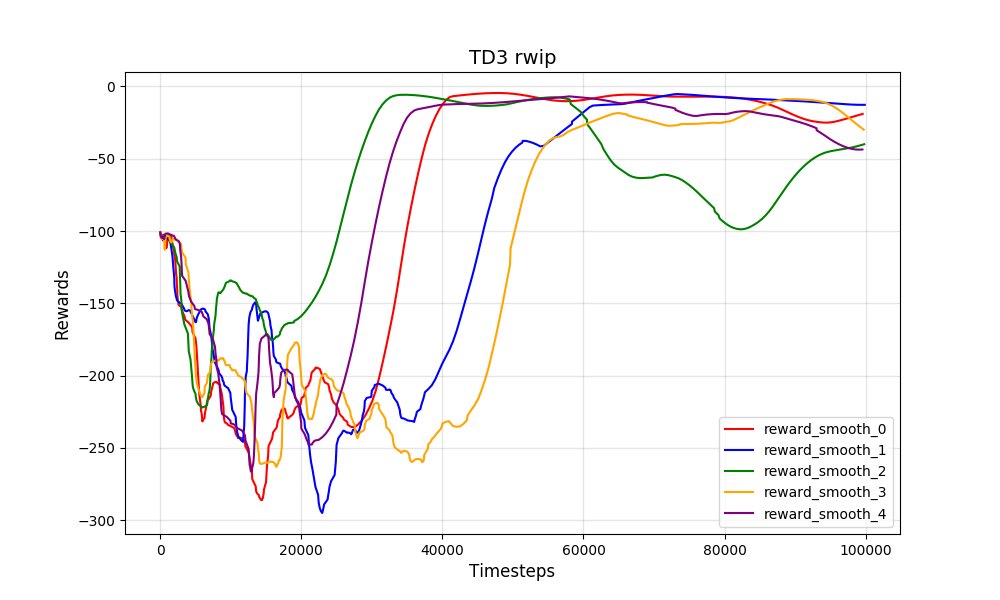 TD3 rwip
Rewards
0
−50
−100
−150
−200
−250
−300
0
20000
40000
60000
80000
100000
Timesteps
reward_smooth_0
reward_smooth_1
reward_smooth_2
reward_smooth_3
reward_smooth_4